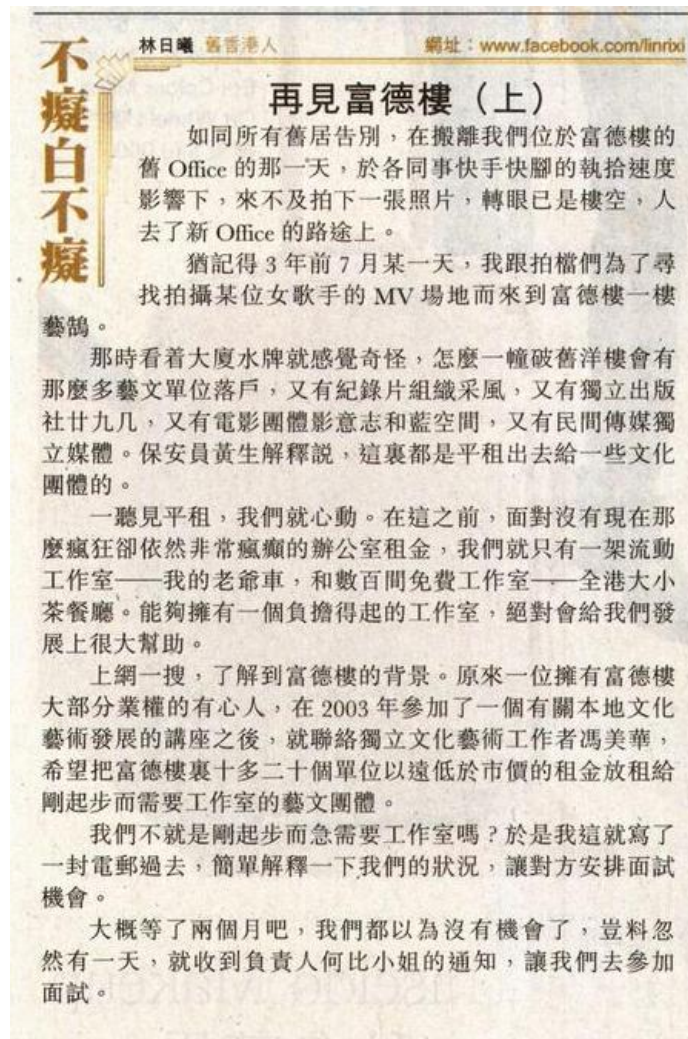 不癡白不癡
林日曦 舊香港人 網址：www.facebook.com/linrixi
再見富德樓（上）
如同所有舊居告別，在搬離我們位於富德樓的
舊 Office 的那一天，於各同事快手快腳的執拾速度
影響下，來不及拍下一張照片，轉眼已是樓空，人
去了新 Office 的路途上。
猶記得 3 年前 7 月某一天，我跟拍檔們為了尋
找拍攝某位女歌手的 MV 場地而來到富德樓一樓
藝鵠。
那時看着大廈水牌就感覺奇怪，怎麼一幢破舊洋樓會有
那麼多藝文單位落戶，又有紀錄片組織采風，又有獨立出版
社廿九几，又有電影團體影意志和藍空間，又有民間傳媒獨
立媒體。保安員黃生解釋説，這裏都是平租出去給一些文化
團體的。
一聽見平租，我們就心動。在這之前，面對沒有現在那
麼瘋狂卻依然非常瘋癲的辦公室租金，我們就只有一架流動
工作室——我的老爺車，和數百間免費工作室——全港大小
茶餐廳。能夠擁有一個負擔得起的工作室，絕對會給我們發
展上很大幫助。
上網一搜，了解到富德樓的背景。原來一位擁有富德樓
大部分業權的有心人，在 2003 年參加了一個有關本地文化
藝術發展的講座之後，就聯絡獨立文化藝術工作者馮美華，
希望把富德樓裏十多二十個單位以遠低於市價的租金放租給
剛起步而需要工作室的藝文團體。
我們不就是剛起步而急需要工作室嗎？於是我這就寫了
一封電郵過去，簡單解釋一下我們的狀況，讓對方安排面試
機會。
大概等了兩個月吧，我們都以為沒有機會了，豈料忽
然有一天，就收到負責人何比小姐的通知，讓我們去參加
面試。